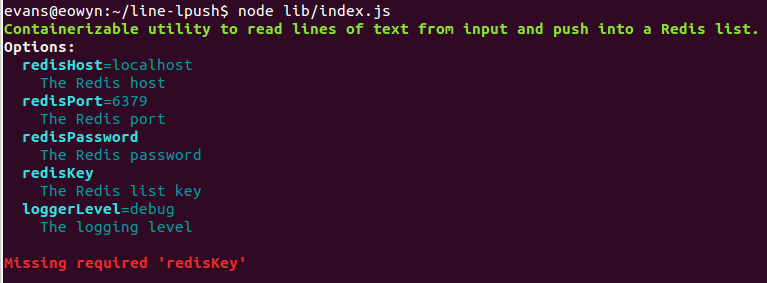 evans@eowyn:~/line-lpush$ node lib/index.js
Containerizable utility to read lines of text from input and push into a Redis list.
Options:
redisHost=localhost
The Redis host
redisPort=6379
The Redis port
redisPassword
The Redis password
redisKey
The Redis list key
loggerLevel=debug
The logging level
Missing required 'redisKey'